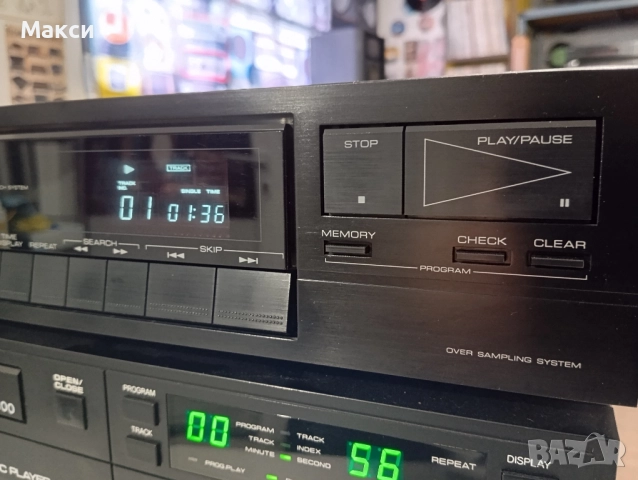 Макси
STOP
PLAY/PAUSE
TRACK
TRACK NO.
SINGLE TIME
01 01:36
TIME
REPEAT
SEARCH
SKIP
MEMORY
CHECK
CLEAR
PROGRAM
OVER SAMPLING SYSTEM
OPEN/
CLOSE
PROGRAM
TRACK
00
PROGRAM
TRACK
MINUTE
TRACK
INDEX
SECOND
56
REPEAT
DISPLAY
PROG.PLAY
C PLAYER
BAZAR